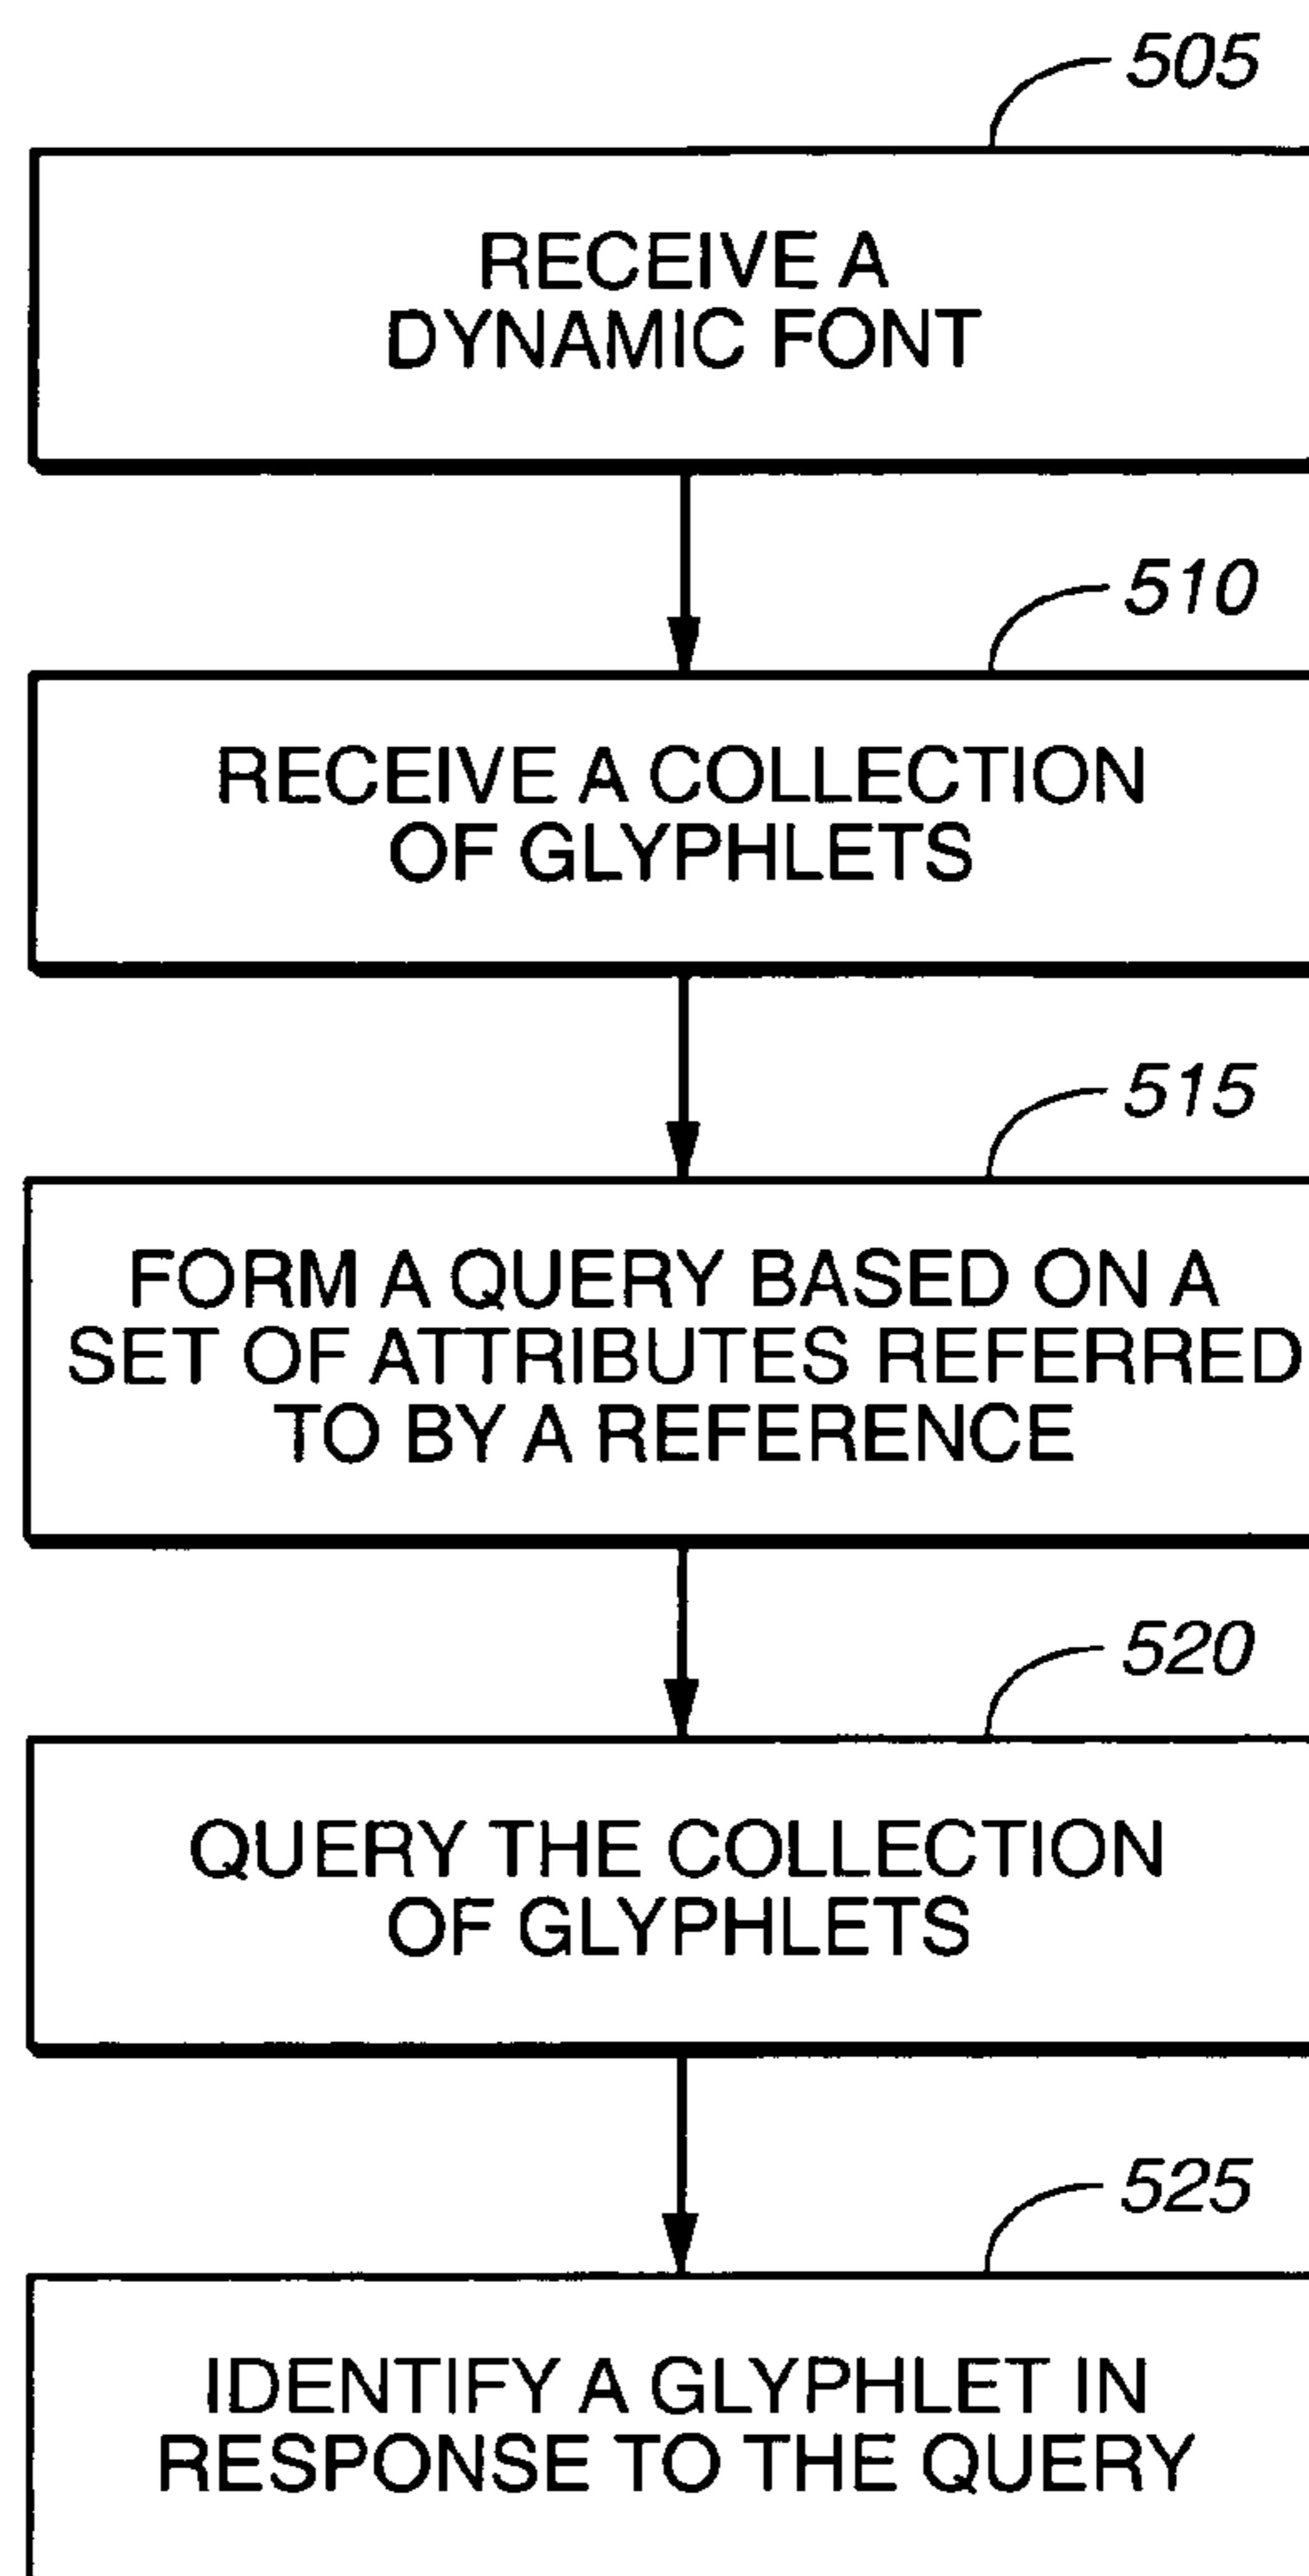 505
RECEIVE A
DYNAMIC FONT
510
RECEIVE A COLLECTION
OF GLYPHLETS
515
FORM A QUERY BASED ON A
SET OF ATTRIBUTES REFERRED
TO BY A REFERENCE
520
QUERY THE COLLECTION
OF GLYPHLETS
525
IDENTIFY A GLYPHLET IN
RESPONSE TO THE QUERY